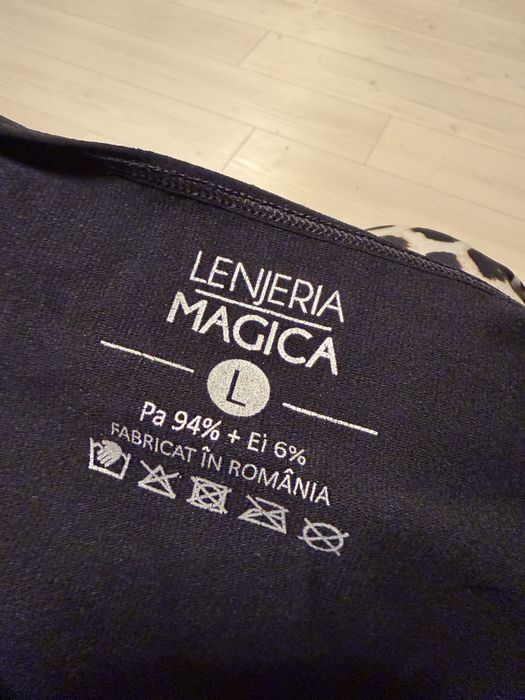 LENJERIA
MAGICA
L
Pa 94% + Ei 6%
FABRICAT ÎN ROMÂNIA